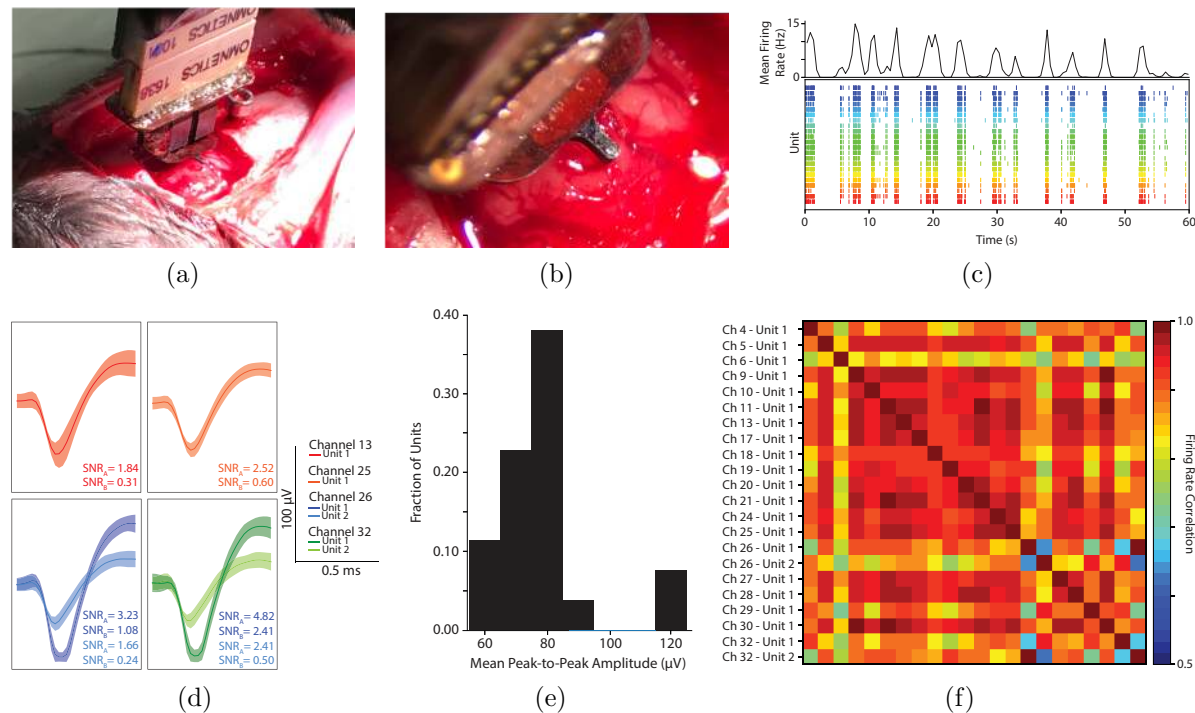 OMNETICS
1638
OMNETICS
(a)
(b)
Mean Firing
Rate (Hz)
15
0
Unit
0 10 20 30 40 50 60
Time (s)
(c)
SNR_A = 1.84
SNR_B = 0.31
SNR_A = 2.52
SNR_B = 0.60
SNR_A = 3.23
SNR_B = 1.08
SNR_A = 1.66
SNR_B = 0.24
SNR_A = 4.82
SNR_B = 2.41
SNR_A = 2.41
SNR_B = 0.50
100 µV
Channel 13
Unit 1
Channel 25
Unit 1
Channel 26
Unit 1
Unit 2
Channel 32
Unit 1
Unit 2
0.5 ms
(d)
Fraction of Units
0.40
0.30
0.20
0.10
0.00
60 80 100 120
Mean Peak-to-Peak Amplitude (µV)
(e)
Ch 4 - Unit 1
Ch 5 - Unit 1
Ch 6 - Unit 1
Ch 9 - Unit 1
Ch 10 - Unit 1
Ch 11 - Unit 1
Ch 13 - Unit 1
Ch 17 - Unit 1
Ch 18 - Unit 1
Ch 19 - Unit 1
Ch 20 - Unit 1
Ch 21 - Unit 1
Ch 24 - Unit 1
Ch 25 - Unit 1
Ch 26 - Unit 1
Ch 26 - Unit 2
Ch 27 - Unit 1
Ch 28 - Unit 1
Ch 29 - Unit 1
Ch 30 - Unit 1
Ch 32 - Unit 1
Ch 32 - Unit 2
1.0
Firing Rate Correlation
0.5
(f)